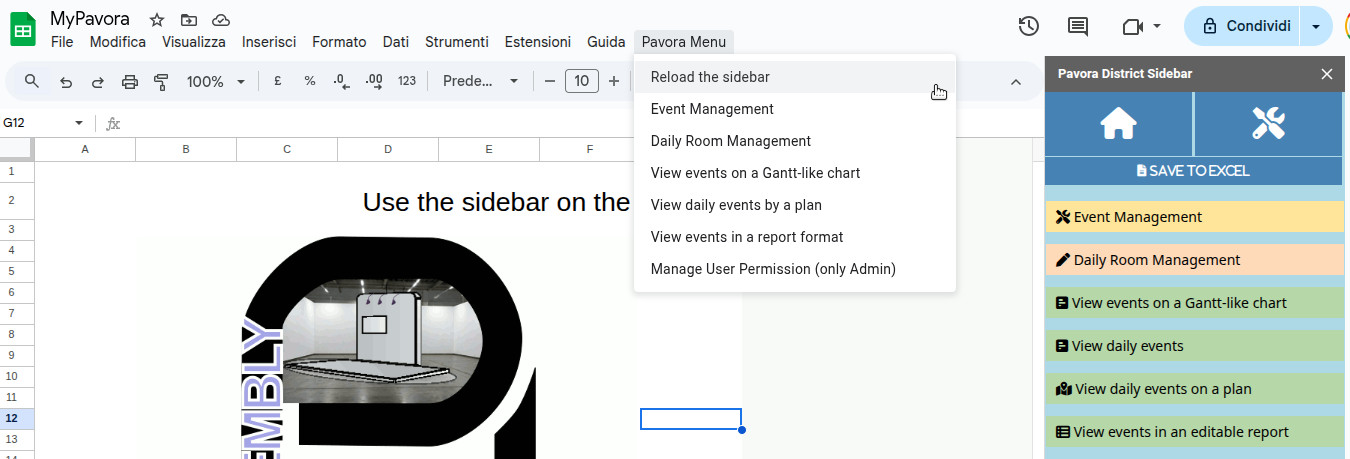 MyPavora
File Modifica Visualizza Inserisci Formato Dati Strumenti Estensioni Guida Pavora Menu
Condividi
100% £ % .0 .00 123 Prede... 10
G12 fx
A B C D E F
1
2
3
4
5
6
7
8
9
10
11
12
13
Use the sidebar on the
EMBLY
Reload the sidebar
Event Management
Daily Room Management
View events on a Gantt-like chart
View daily events by a plan
View events in a report format
Manage User Permission (only Admin)
Pavora District Sidebar
SAVE TO EXCEL
Event Management
Daily Room Management
View events on a Gantt-like chart
View daily events
View daily events on a plan
View events in an editable report